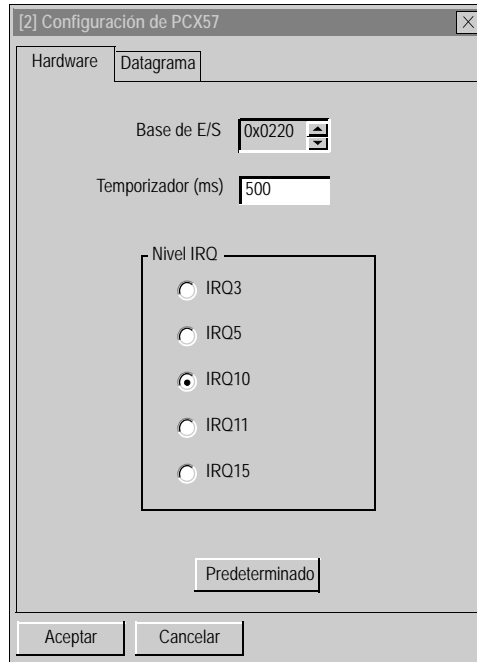 [2] Configuración de PCX57
Hardware
Datagrama
Base de E/S 0x0220
Temporizador (ms) 500
Nivel IRQ
IRQ3
IRQ5
IRQ10
IRQ11
IRQ15
Predeterminado
Aceptar
Cancelar